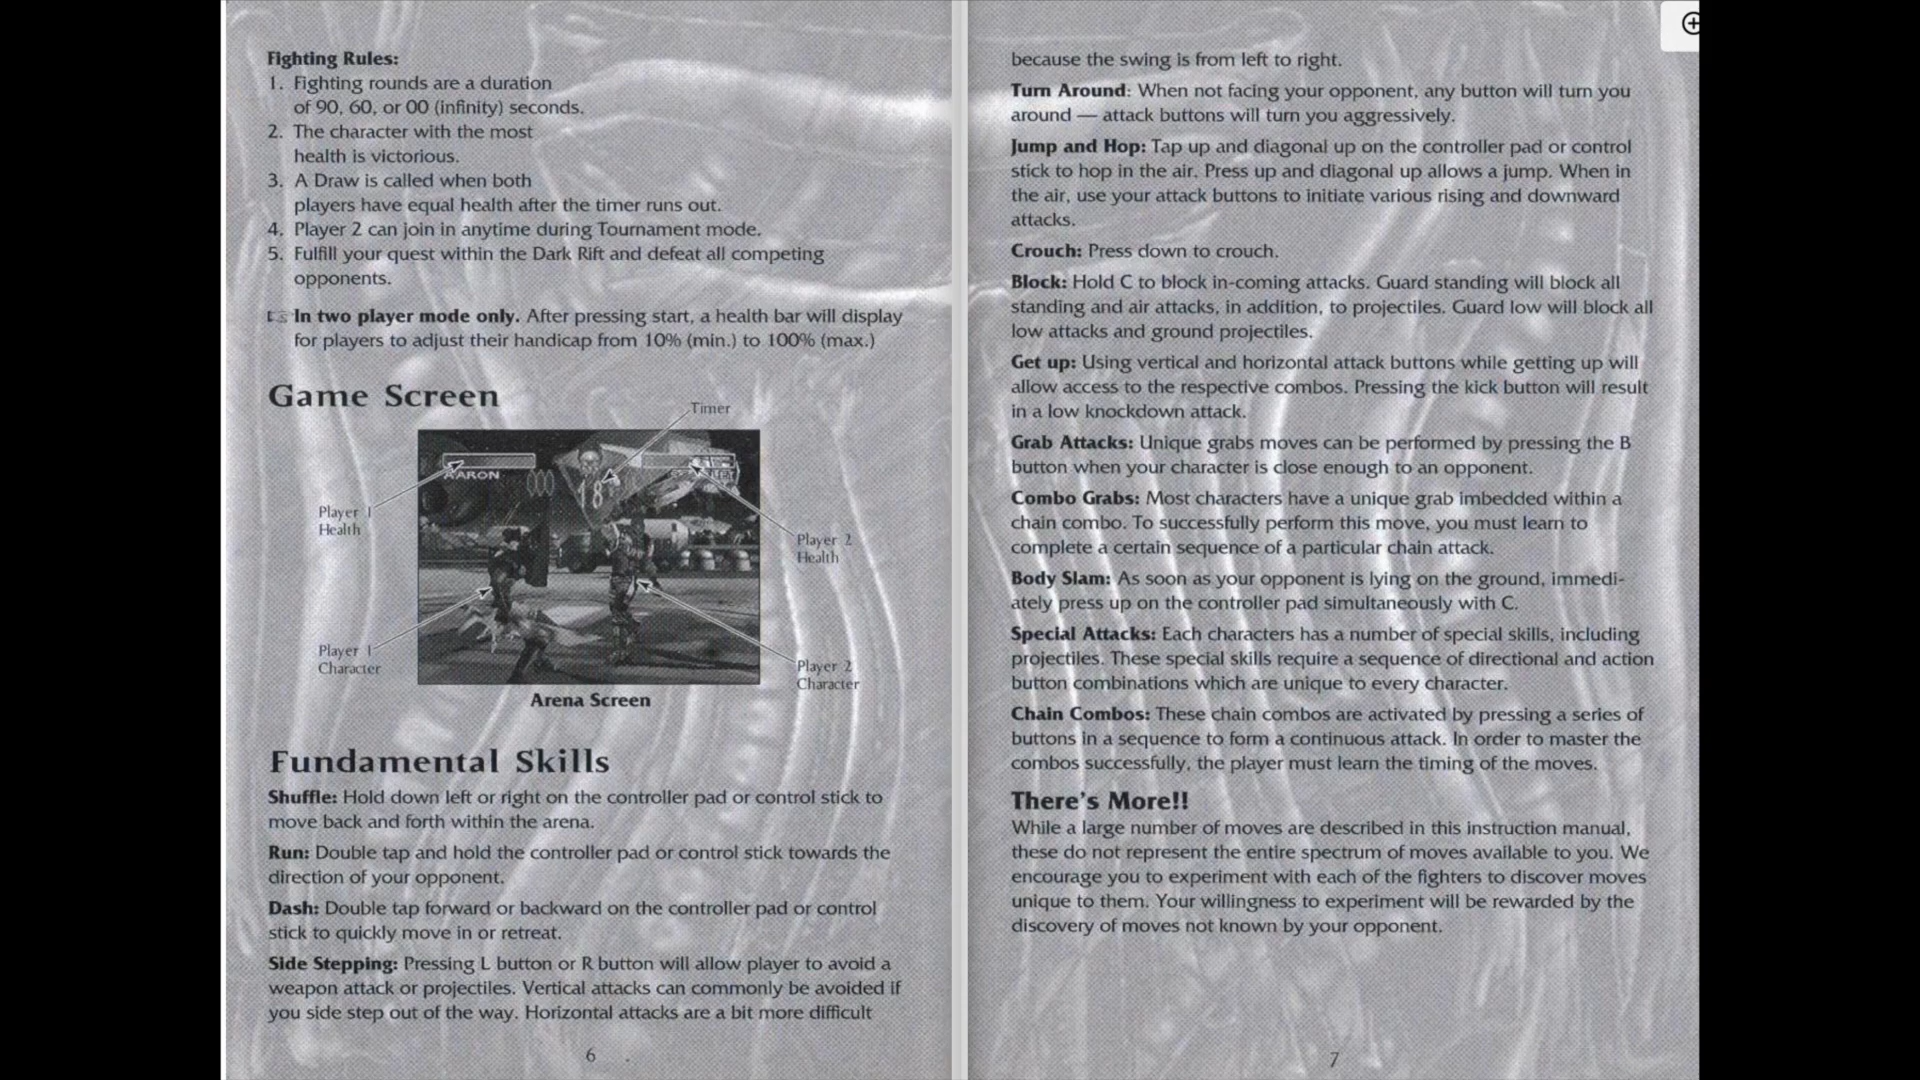 Fighting Rules:
1. Fighting rounds are a duration
of 90, 60, or 00 (infinity) seconds.
2. The character with the most
health is victorious.
3. A Draw is called when both
players have equal health after the timer runs out.
4. Player 2 can join in anytime during Tournament mode.
5. Fulfill your quest within the Dark Rift and defeat all competing
opponents.
☞ In two player mode only. After pressing start, a health bar will display
for players to adjust their handicap from 10% (min.) to 100% (max.)
Game Screen
Timer
AARON
Player 1
Health
Player 2
Health
Player 1
Character
Player 2
Character
Arena Screen
Fundamental Skills
Shuffle: Hold down left or right on the controller pad or control stick to
move back and forth within the arena.
Run: Double tap and hold the controller pad or control stick towards the
direction of your opponent.
Dash: Double tap forward or backward on the controller pad or control
stick to quickly move in or retreat.
Side Stepping: Pressing L button or R button will allow player to avoid a
weapon attack or projectiles. Vertical attacks can commonly be avoided if
you side step out of the way. Horizontal attacks are a bit more difficult
6
because the swing is from left to right.
Turn Around: When not facing your opponent, any button will turn you
around — attack buttons will turn you aggressively.
Jump and Hop: Tap up and diagonal up on the controller pad or control
stick to hop in the air. Press up and diagonal up allows a jump. When in
the air, use your attack buttons to initiate various rising and downward
attacks.
Crouch: Press down to crouch.
Block: Hold C to block in-coming attacks. Guard standing will block all
standing and air attacks, in addition, to projectiles. Guard low will block all
low attacks and ground projectiles.
Get up: Using vertical and horizontal attack buttons while getting up will
allow access to the respective combos. Pressing the kick button will result
in a low knockdown attack.
Grab Attacks: Unique grabs moves can be performed by pressing the B
button when your character is close enough to an opponent.
Combo Grabs: Most characters have a unique grab imbedded within a
chain combo. To successfully perform this move, you must learn to
complete a certain sequence of a particular chain attack.
Body Slam: As soon as your opponent is lying on the ground, immedi-
ately press up on the controller pad simultaneously with C.
Special Attacks: Each characters has a number of special skills, including
projectiles. These special skills require a sequence of directional and action
button combinations which are unique to every character.
Chain Combos: These chain combos are activated by pressing a series of
buttons in a sequence to form a continuous attack. In order to master the
combos successfully, the player must learn the timing of the moves.
There's More!!
While a large number of moves are described in this instruction manual,
these do not represent the entire spectrum of moves available to you. We
encourage you to experiment with each of the fighters to discover moves
unique to them. Your willingness to experiment will be rewarded by the
discovery of moves not known by your opponent.
7